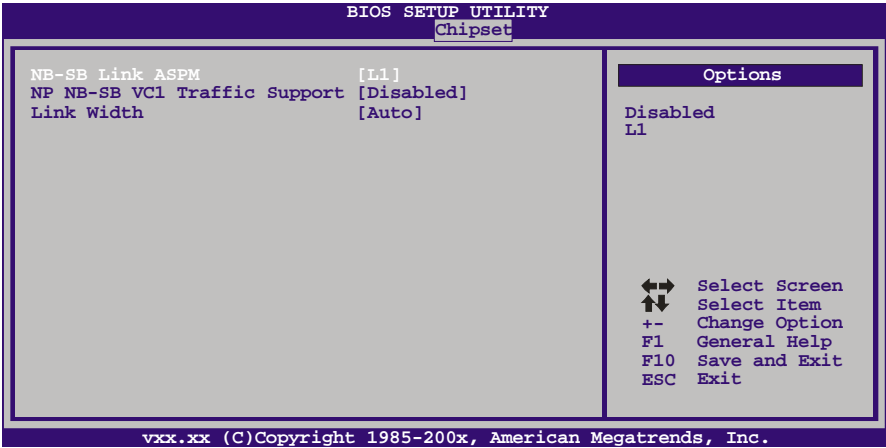 BIOS SETUP UTILITY
Chipset
NB-SB Link ASPM [L1]
NP NB-SB VC1 Traffic Support [Disabled]
Link Width [Auto]
Options
Disabled
L1
Select Screen
Select Item
+- Change Option
F1 General Help
F10 Save and Exit
ESC Exit
vxx.xx (C)Copyright 1985-200x, American Megatrends, Inc.